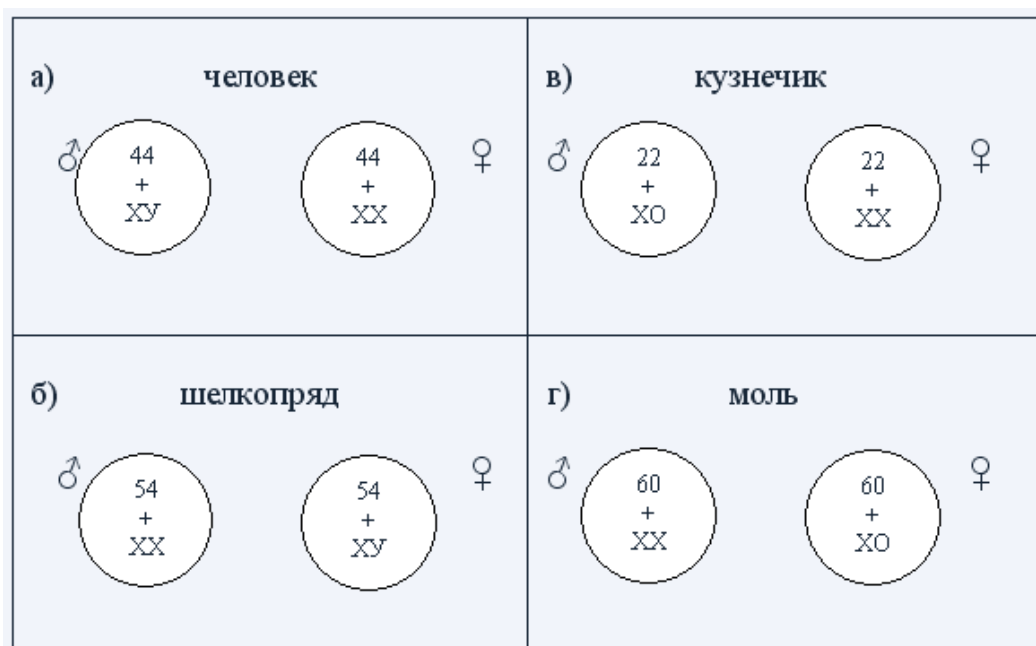 а) человек
♂ 44 + ХУ
44 + ХХ ♀
в) кузнечик
♂ 22 + ХО
22 + ХХ ♀
б) шелкопряд
♂ 54 + ХХ
54 + ХУ ♀
г) моль
♂ 60 + ХХ
60 + ХО ♀